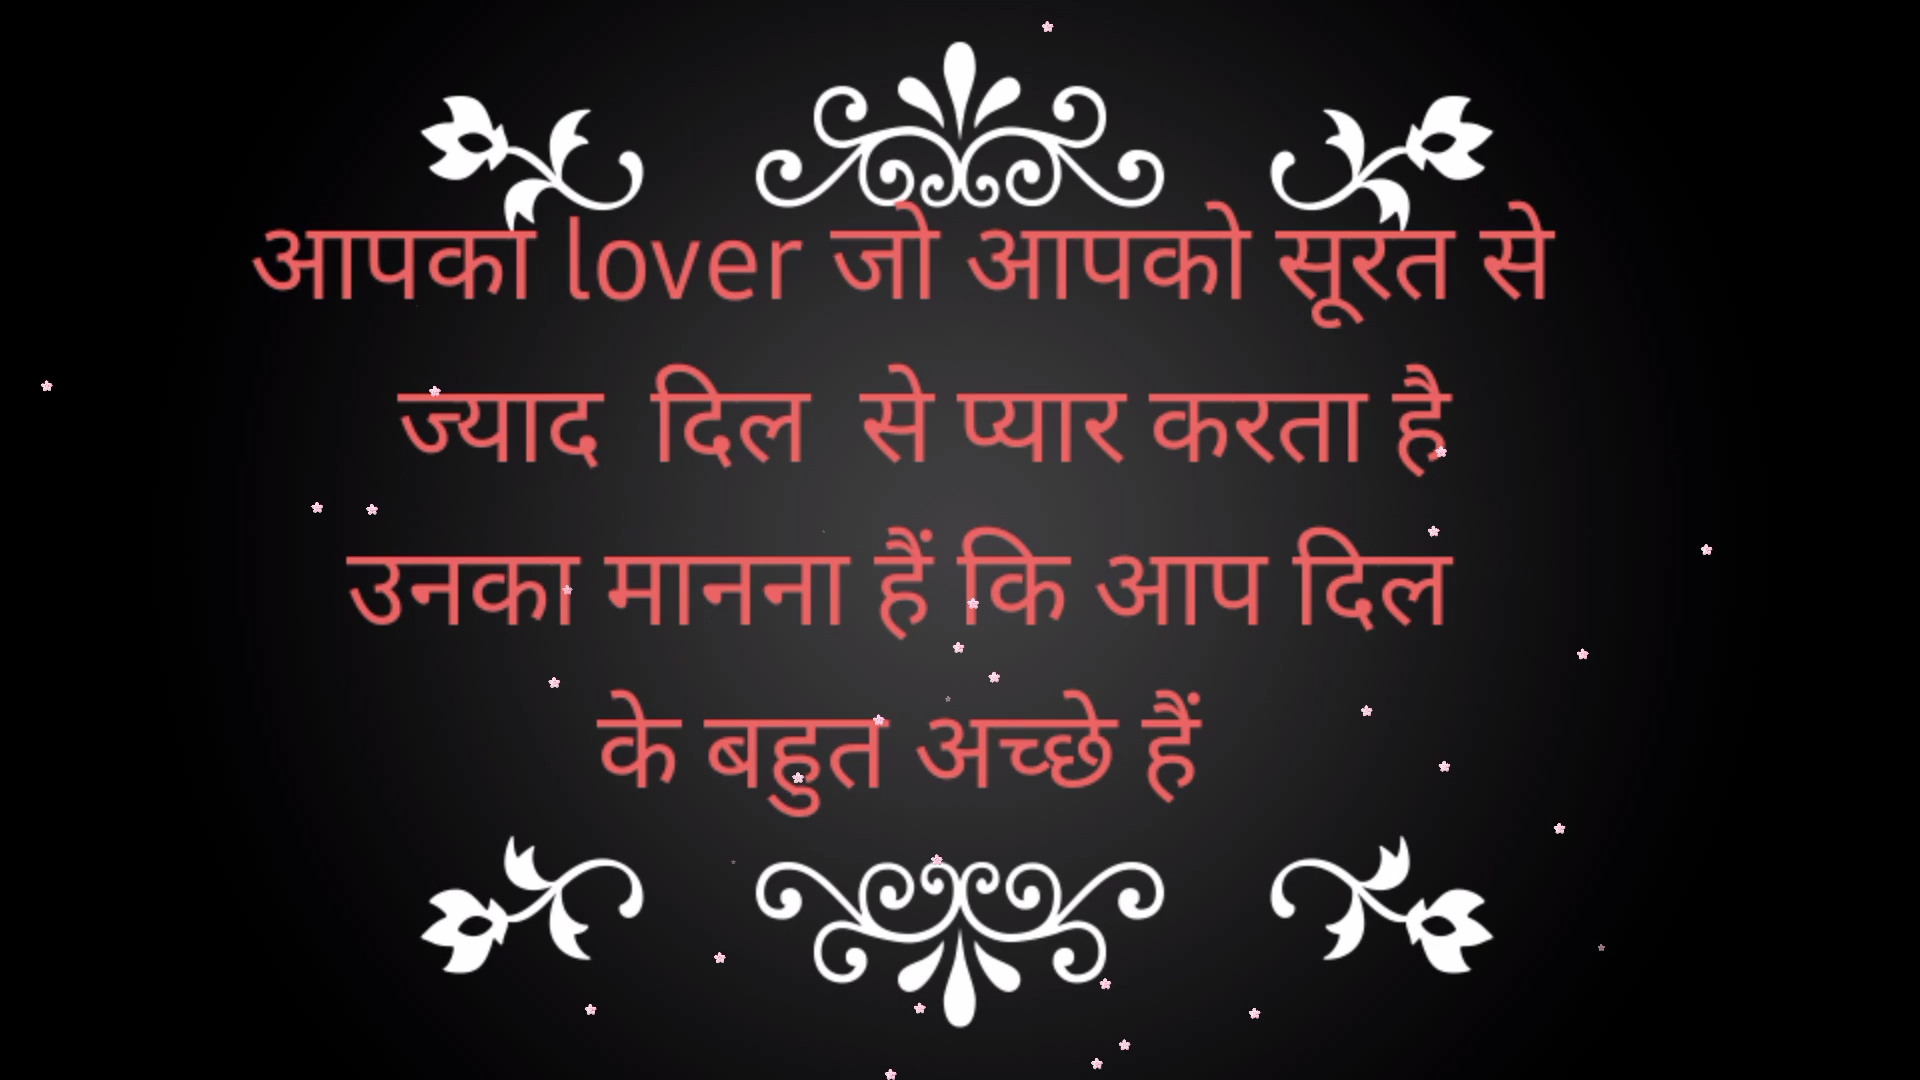 आपका lover जो आपको सूरत से
ज्याद दिल से प्यार करता है
उनका मानना हैं कि आप दिल
के बहुत अच्छे हैं